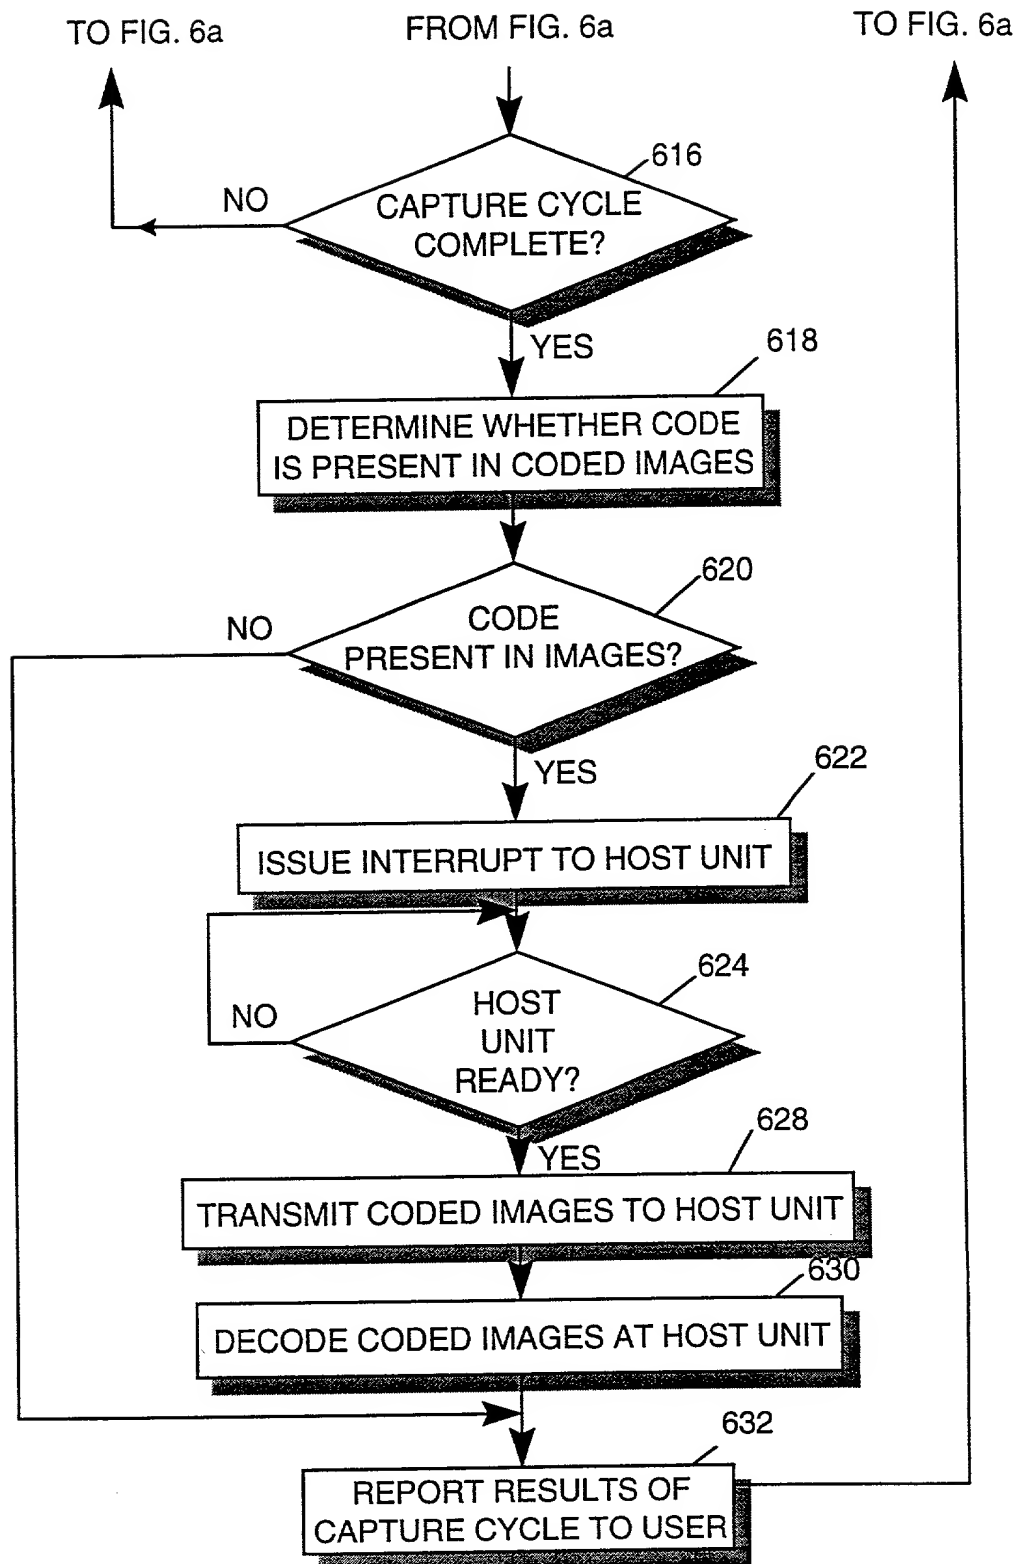 TO FIG. 6a
FROM FIG. 6a
TO FIG. 6a
616
NO
CAPTURE CYCLE
COMPLETE?
YES
618
DETERMINE WHETHER CODE
IS PRESENT IN CODED IMAGES
620
NO
CODE
PRESENT IN IMAGES?
YES
622
ISSUE INTERRUPT TO HOST UNIT
624
NO
HOST
UNIT
READY?
YES
628
TRANSMIT CODED IMAGES TO HOST UNIT
630
DECODE CODED IMAGES AT HOST UNIT
632
REPORT RESULTS OF
CAPTURE CYCLE TO USER